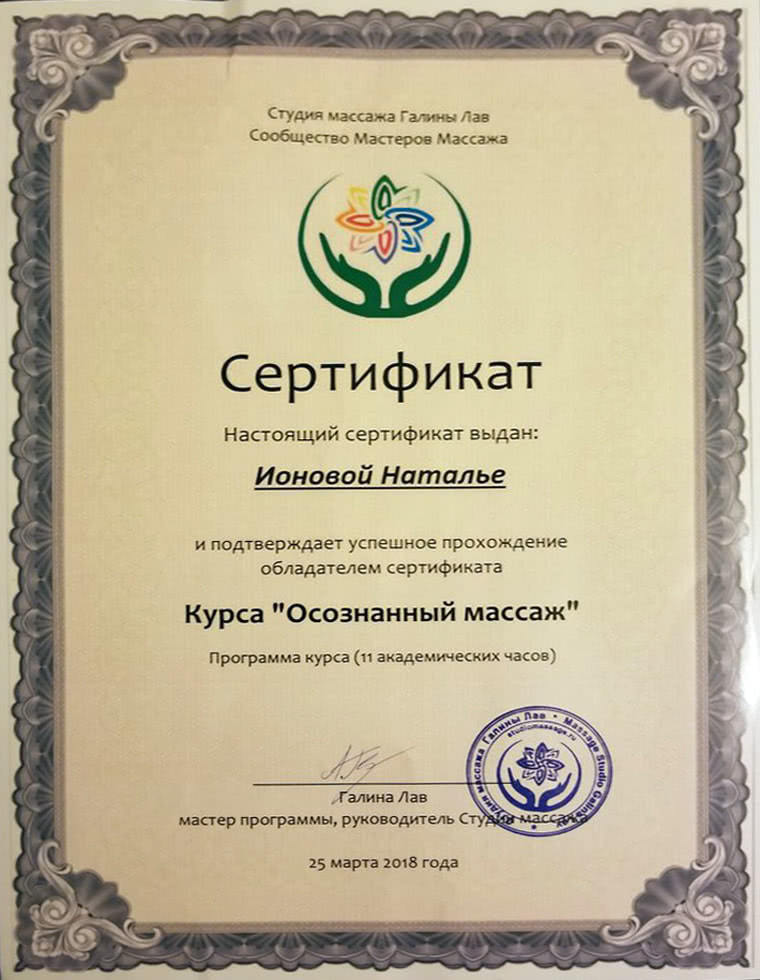 Студия массажа Галины Лав
Сообщество Мастеров Массажа
Сертификат
Настоящий сертификат выдан:
Ионовой Наталье
и подтверждает успешное прохождение
обладателем сертификата
Курса "Осознанный массаж"
Программа курса (11 академических часов)
Галина Лав
мастер программы, руководитель Студии массажа
25 марта 2018 года
Студия массажа Галины Лав • Massage Studio
studiomassage.ru